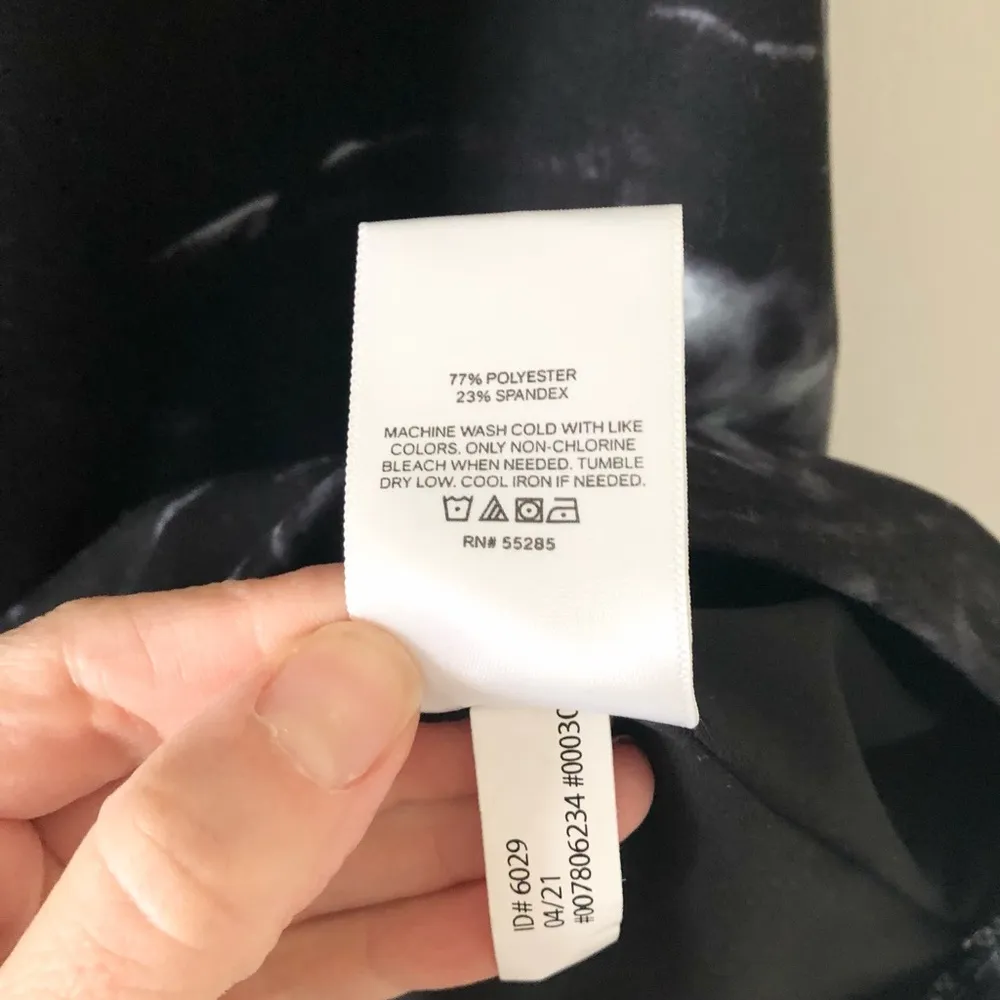 77% POLYESTER
23% SPANDEX
MACHINE WASH COLD WITH LIKE
COLORS. ONLY NON-CHLORINE
BLEACH WHEN NEEDED. TUMBLE
DRY LOW. COOL IRON IF NEEDED.
RN# 55285
ID# 6029
04/21
#007806234 #0003